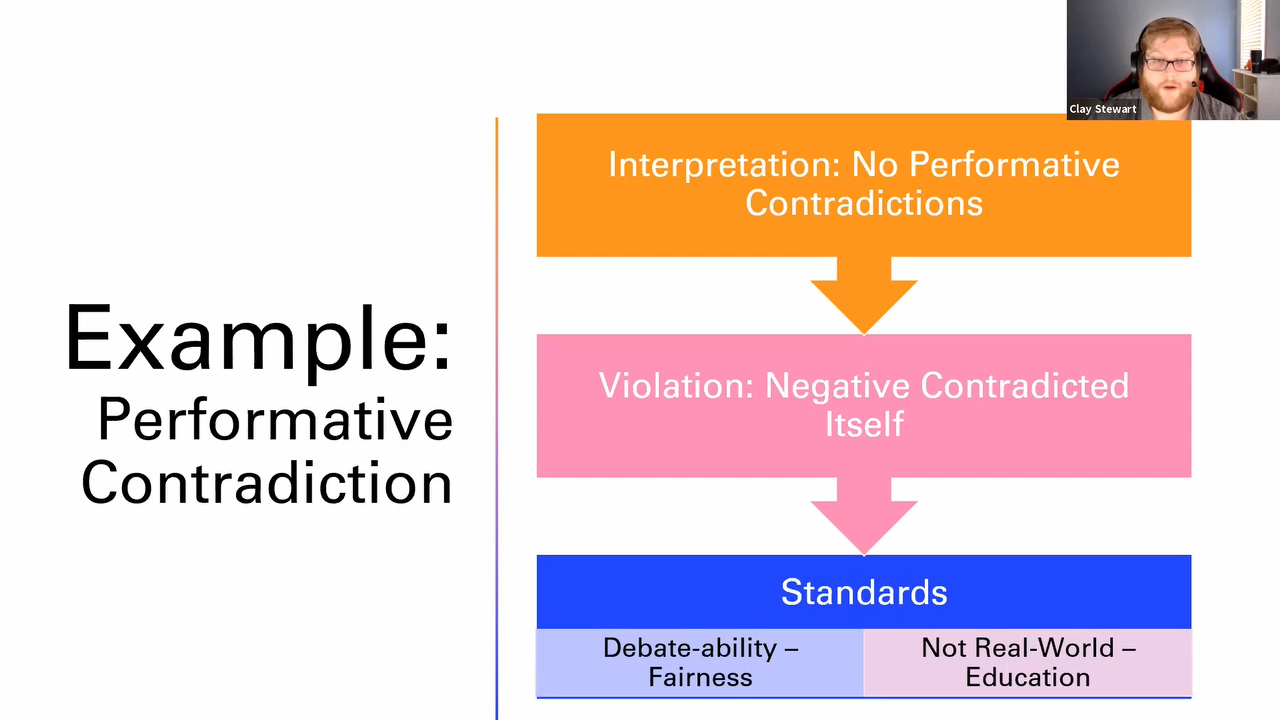 Clay Stewart
Example:
Performative
Contradiction
Interpretation: No Performative
Contradictions
Violation: Negative Contradicted
Itself
Standards
Debate-ability –
Fairness
Not Real-World –
Education